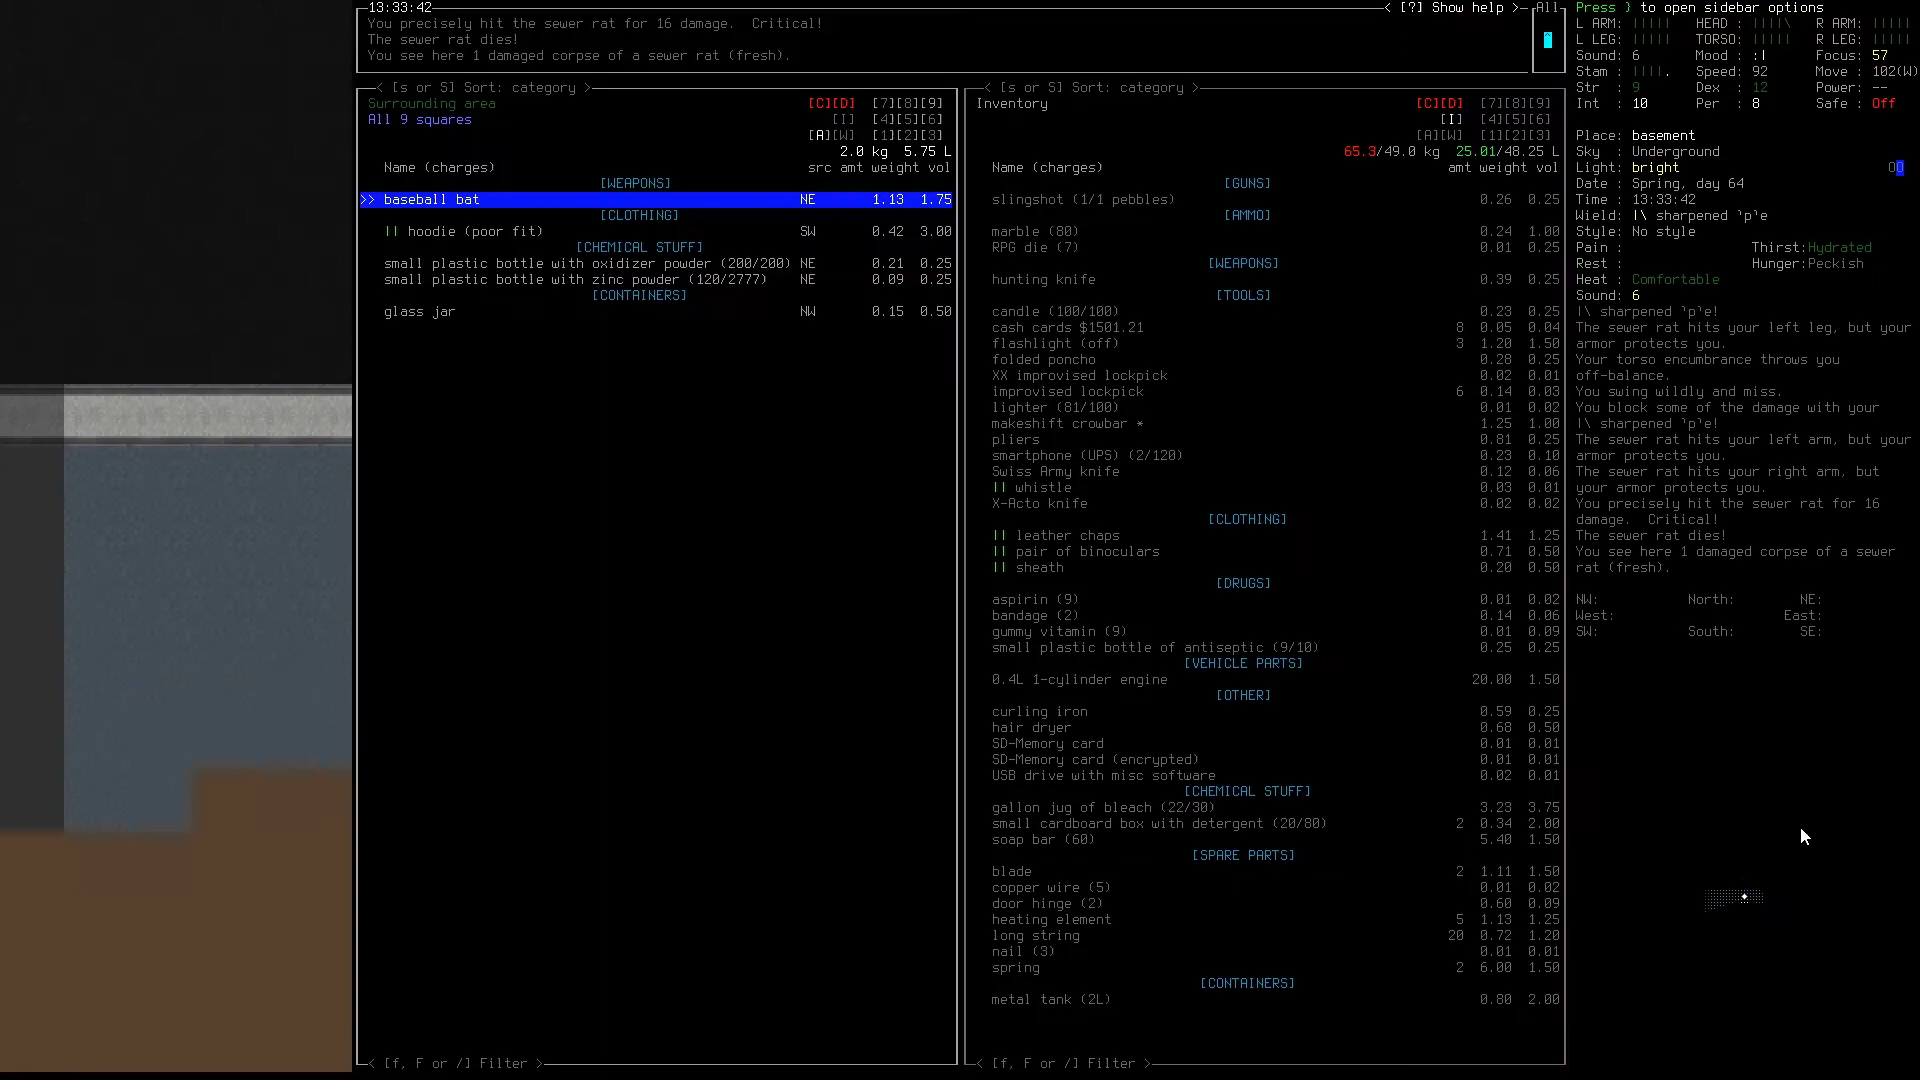 13:33:42 < [?] Show help > All
You precisely hit the sewer rat for 16 damage.  Critical!
The sewer rat dies!
You see here 1 damaged corpse of a sewer rat (fresh).
< [s or S] Sort: category >
Surrounding area [C][D] [7][8][9]
All 9 squares [I] [4][5][6]
[A][W] [1][2][3]
2.0 kg 5.75 L
Name (charges) src amt weight vol
[WEAPONS]
>> baseball bat NE 1.13 1.75
[CLOTHING]
|| hoodie (poor fit) SW 0.42 3.00
[CHEMICAL STUFF]
small plastic bottle with oxidizer powder (200/200) NE 0.21 0.25
small plastic bottle with zinc powder (120/2777) NE 0.09 0.25
[CONTAINERS]
glass jar NW 0.15 0.50
< [f, F or /] Filter >
< [s or S] Sort: category >
Inventory [C][D] [7][8][9]
[I] [4][5][6]
[A][W] [1][2][3]
65.3/49.0 kg 25.01/48.25 L
Name (charges) amt weight vol
[GUNS]
slingshot (1/1 pebbles) 0.26 0.25
[AMMO]
marble (80) 0.24 1.00
RPG die (7) 0.01 0.25
[WEAPONS]
hunting knife 0.39 0.25
[TOOLS]
candle (100/100) 0.23 0.25
cash cards $1501.21 8 0.05 0.04
flashlight (off) 3 1.20 1.50
folded poncho 0.28 0.25
XX improvised lockpick 0.02 0.01
improvised lockpick 6 0.14 0.03
lighter (81/100) 0.01 0.02
makeshift crowbar * 1.25 1.00
pliers 0.81 0.25
smartphone (UPS) (2/120) 0.23 0.10
Swiss Army knife 0.12 0.06
|| whistle 0.03 0.01
X-Acto knife 0.02 0.02
[CLOTHING]
|| leather chaps 1.41 1.25
|| pair of binoculars 0.71 0.50
|| sheath 0.20 0.50
[DRUGS]
aspirin (9) 0.01 0.02
bandage (2) 0.14 0.06
gummy vitamin (9) 0.01 0.09
small plastic bottle of antiseptic (9/10) 0.25 0.25
[VEHICLE PARTS]
0.4L 1-cylinder engine 20.00 1.50
[OTHER]
curling iron 0.59 0.25
hair dryer 0.68 0.50
SD-Memory card 0.01 0.01
SD-Memory card (encrypted) 0.01 0.01
USB drive with misc software 0.02 0.01
[CHEMICAL STUFF]
gallon jug of bleach (22/30) 3.23 3.75
small cardboard box with detergent (20/80) 2 0.34 2.00
soap bar (60) 5.40 1.50
[SPARE PARTS]
blade 2 1.11 1.50
copper wire (5) 0.01 0.02
door hinge (2) 0.60 0.09
heating element 5 1.13 1.25
long string 20 0.72 1.20
nail (3) 0.01 0.01
spring 2 6.00 1.50
[CONTAINERS]
metal tank (2L) 0.80 2.00
< [f, F or /] Filter >
Press } to open sidebar options
L ARM: ||||| HEAD : ||||\ R ARM: |||||
L LEG: ||||| TORSO: ||||| R LEG: |||||
Sound: 6 Mood : :| Focus: 57
Stam : ||||. Speed: 92 Move : 102(W)
Str : 9 Dex : 12 Power: --
Int : 10 Per : 8 Safe : Off
Place: basement
Sky : Underground
Light: bright
Date : Spring, day 64
Time : 13:33:42
Wield: |\ sharpened ╕p╕e
Style: No style
Pain : Thirst:Hydrated
Rest : Hunger:Peckish
Heat : Comfortable
Sound: 6
|\ sharpened ╕p╕e!
The sewer rat hits your left leg, but your
armor protects you.
Your torso encumbrance throws you
off-balance.
You swing wildly and miss.
You block some of the damage with your
|\ sharpened ╕p╕e!
The sewer rat hits your left arm, but your
armor protects you.
The sewer rat hits your right arm, but
your armor protects you.
You precisely hit the sewer rat for 16
damage.  Critical!
The sewer rat dies!
You see here 1 damaged corpse of a sewer
rat (fresh).
NW: North: NE:
West: East:
SW: South: SE: